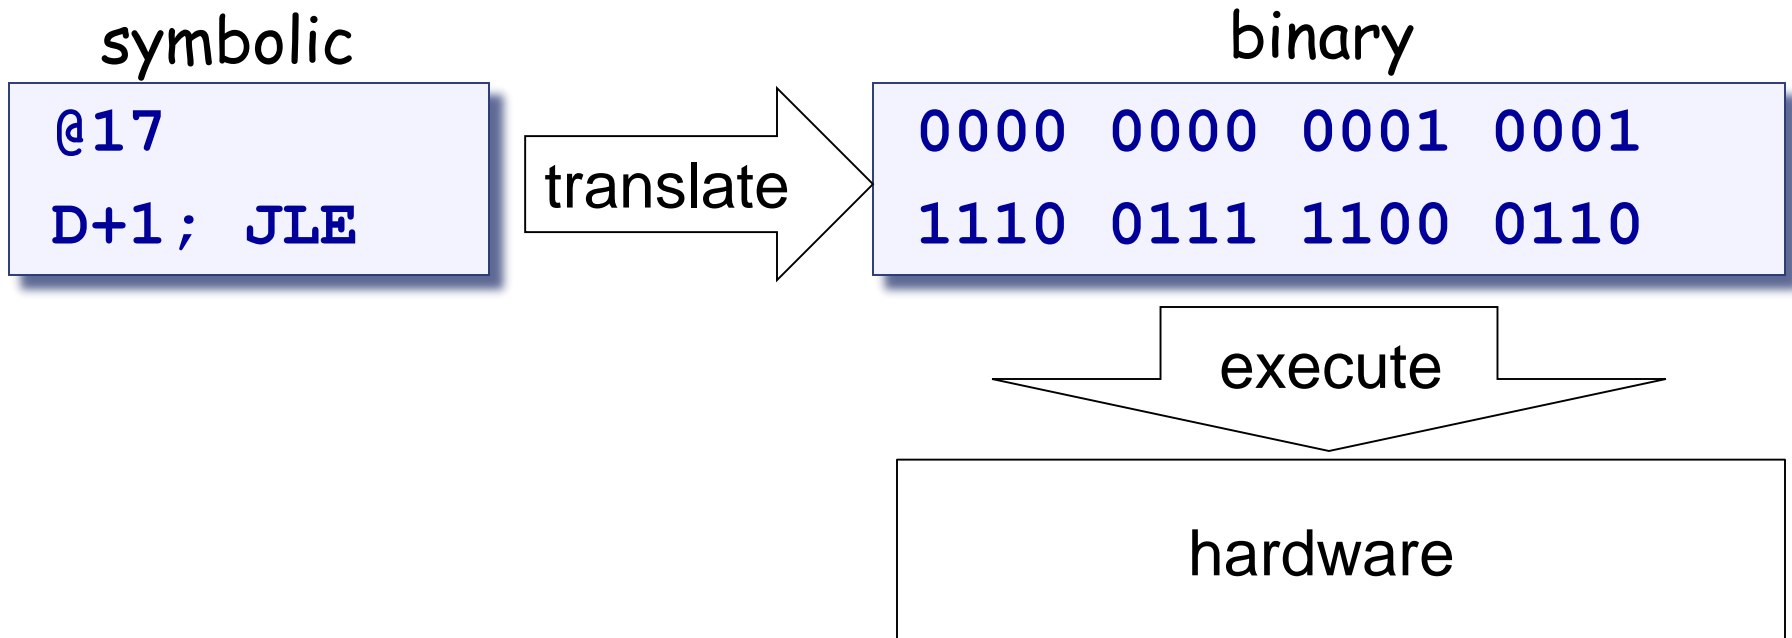 symbolic
@17
D+1; JLE
translate
binary
0000 0000 0001 0001
1110 0111 1100 0110
execute
hardware